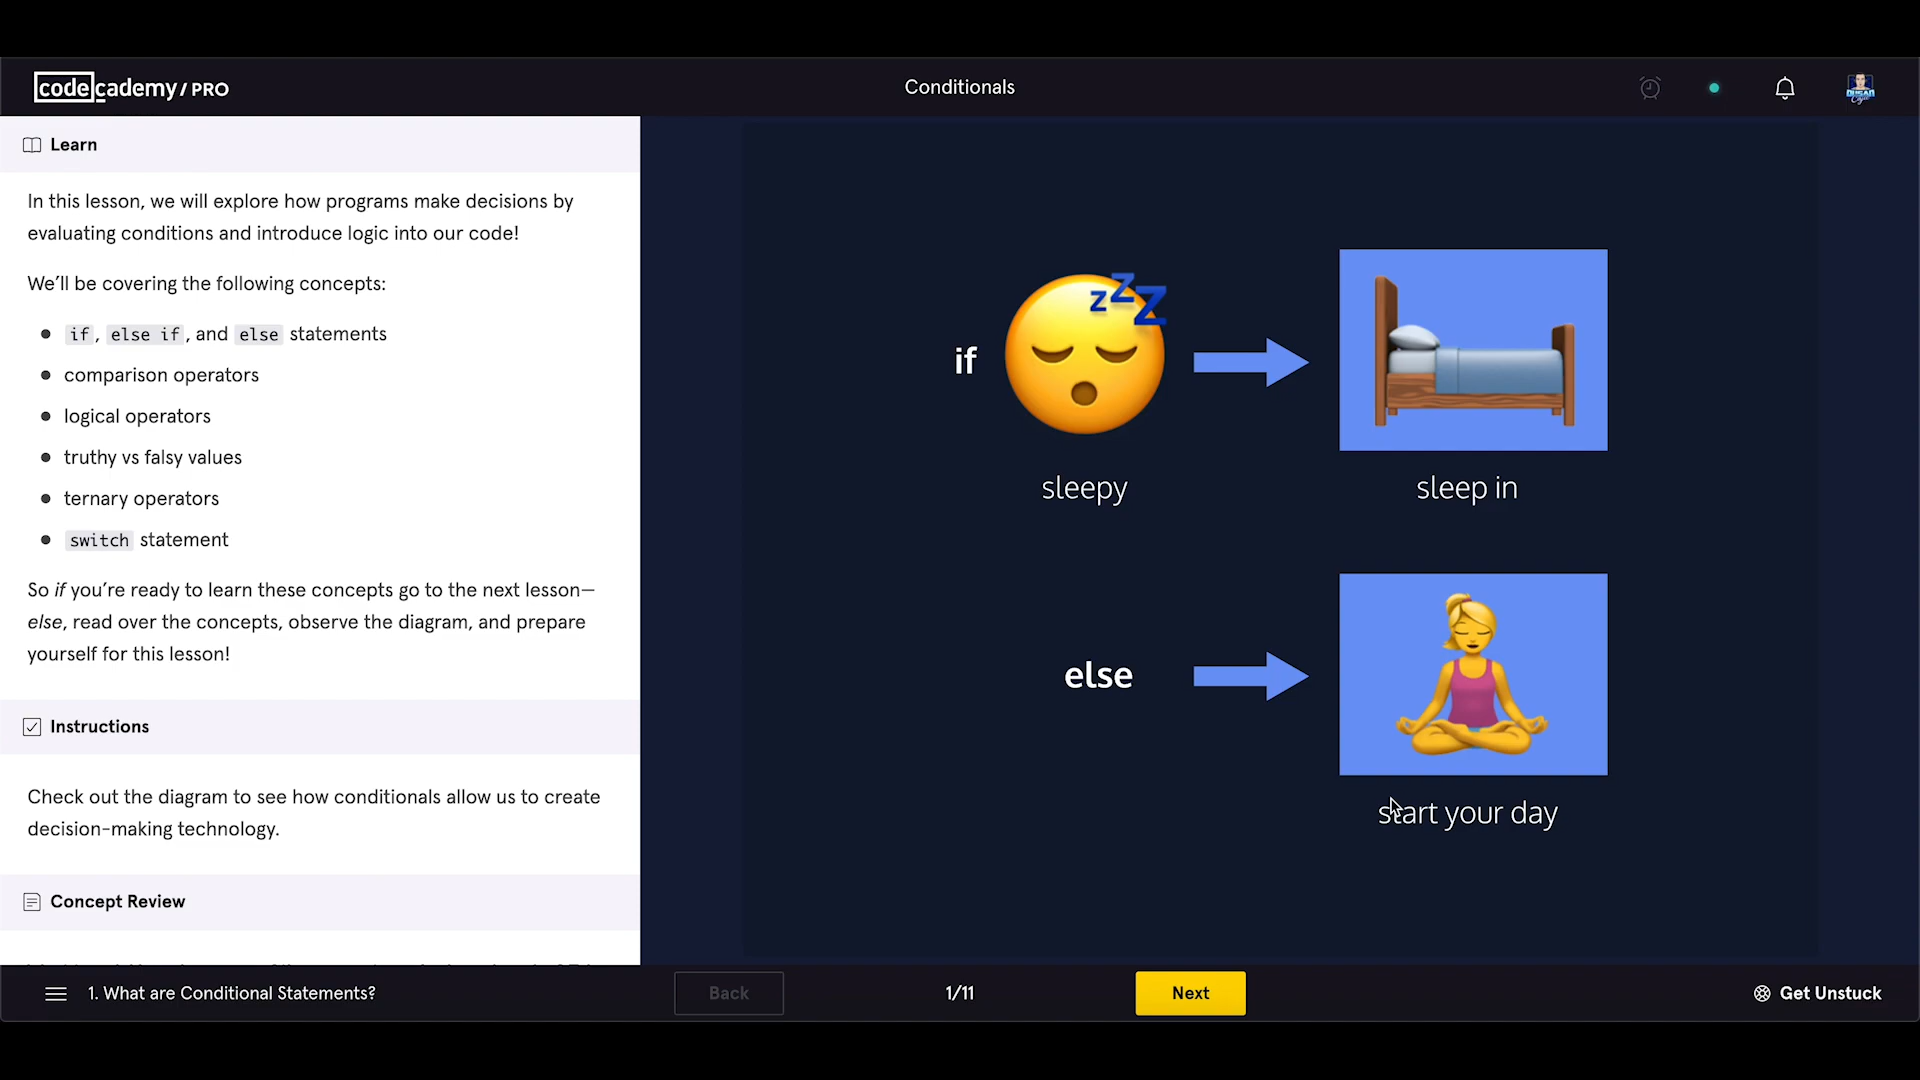 codecademy/PRO
Conditionals
Learn
In this lesson, we will explore how programs make decisions by
evaluating conditions and introduce logic into our code!
We'll be covering the following concepts:
if, else if, and else statements
comparison operators
logical operators
truthy vs falsy values
ternary operators
switch statement
So if you're ready to learn these concepts go to the next lesson—
else, read over the concepts, observe the diagram, and prepare
yourself for this lesson!
Instructions
Check out the diagram to see how conditionals allow us to create
decision-making technology.
Concept Review
if
zzZ
sleepy
sleep in
else
start your day
1. What are Conditional Statements?
Back
1/11
Next
Get Unstuck